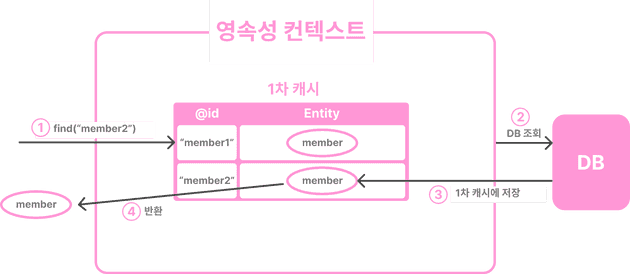 영속성 컨텍스트
1차 캐시
@id Entity
① find(“member2”)
“member1” member
② DB 조회
DB
“member2” member
③ 1차 캐시에 저장
④ 반환
member